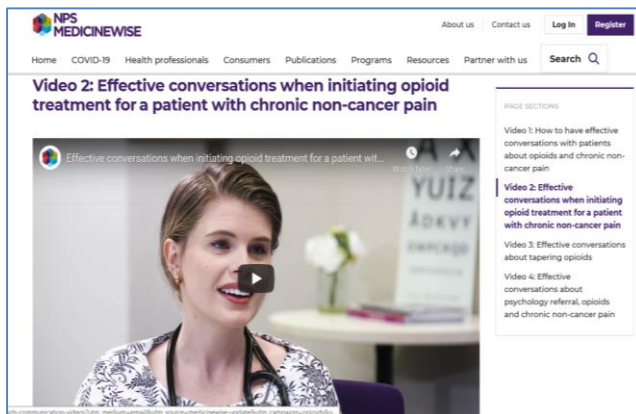 NPS
MEDICINEWISE
About us
Contact us
Log In
Register
Home
COVID-19
Health professionals
Consumers
Publications
Programs
Resources
Partner with us
Search
Video 2: Effective conversations when initiating opioid
treatment for a patient with chronic non-cancer pain
Effective conversations when initiating opioid treatment for a patient wit...
Watch later
Share
YUIZ
PAGE SECTIONS
Video 1: How to have effective
conversations with patients
about opioids and chronic non-
cancer pain
Video 2: Effective
conversations when initiating
opioid treatment for a patient
with chronic non-cancer pain
Video 3: Effective conversations
about tapering opioids
Video 4: Effective
conversations about
psychology referral, opioids
and chronic non-cancer pain